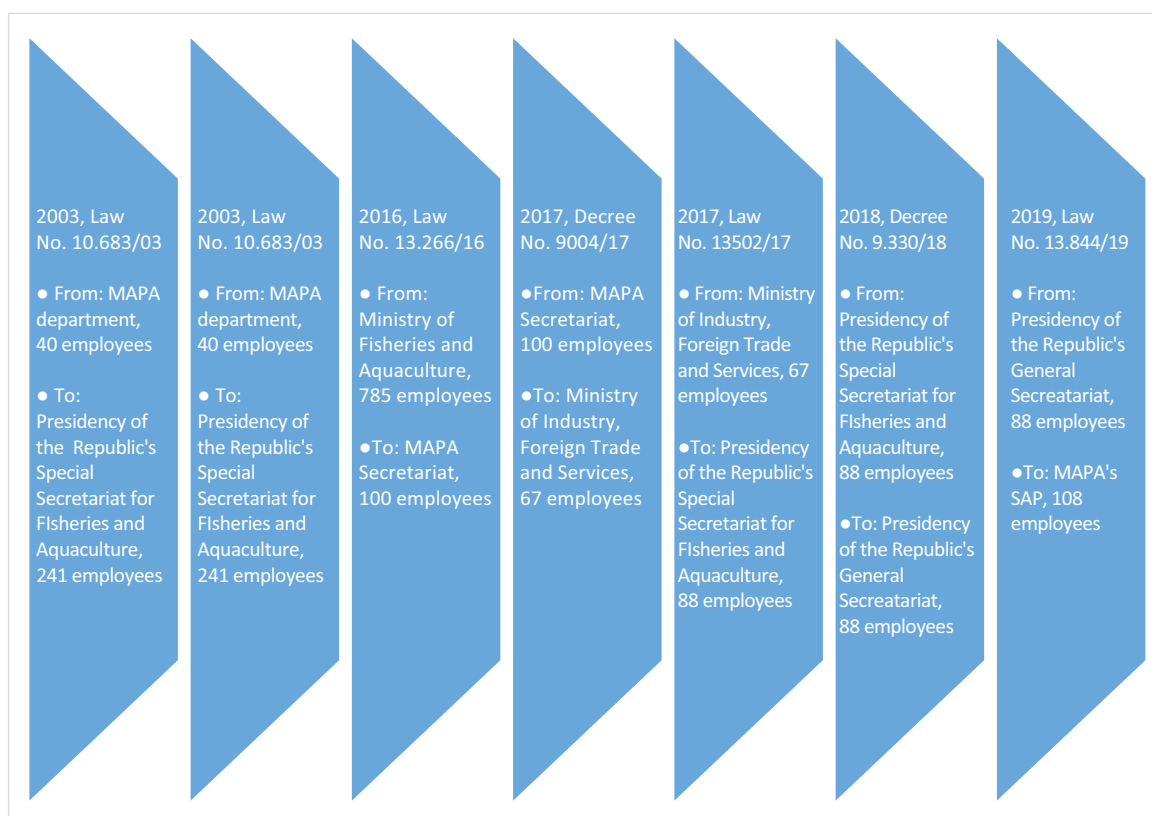 2003, Law
No. 10.683/03
● From: MAPA
department,
40 employees
● To:
Presidency of
the Republic's
Special
Secretariat for
FIsheries and
Aquaculture,
241 employees
2003, Law
No. 10.683/03
● From: MAPA
department,
40 employees
● To:
Presidency of
the Republic's
Special
Secretariat for
FIsheries and
Aquaculture,
241 employees
2016, Law
No. 13.266/16
● From:
Ministry of
Fisheries and
Aquaculture,
785 employees
●To: MAPA
Secretariat,
100 employees
2017, Decree
No. 9004/17
●From: MAPA
Secretariat,
100 employees
●To: Ministry
of Industry,
Foreign Trade
and Services,
67 employees
2017, Law
No. 13502/17
● From: Ministry
of Industry,
Foreign Trade
and Services, 67
employees
●To: Presidency
of the Republic's
Special
Secretariat for
FIsheries and
Aquaculture,
88 employees
2018, Decree
No. 9.330/18
●From:
Presidency of
the Republic's
Special
Secretariat for
FIsheries and
Aquaculture,
88 employees
●To: Presidency
of the Republic's
General
Secreatariat,
88 employees
2019, Law
No. 13.844/19
● From:
Presidency of
the Republic's
General
Secreatariat,
88 employees
●To: MAPA's
SAP, 108
employees